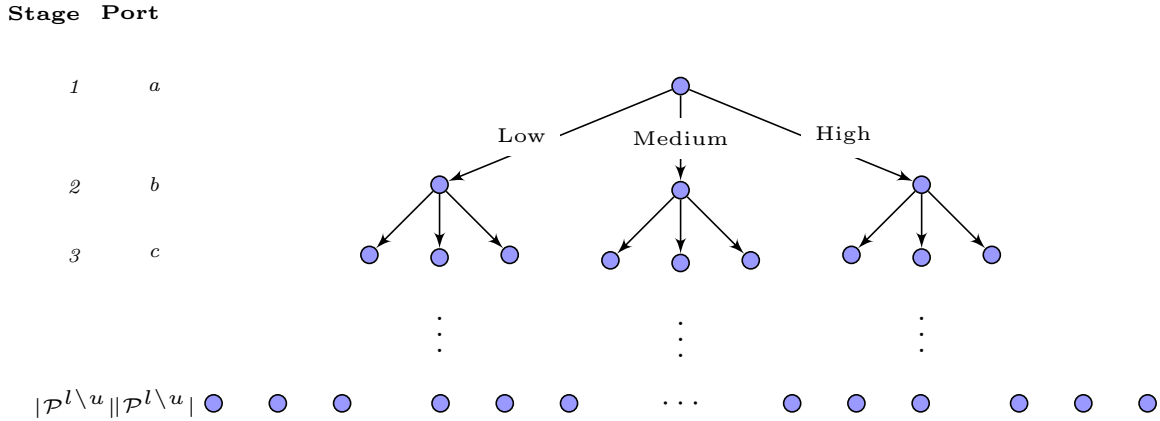 Stage Port
1 a
Low Medium High
2 b
3 c
⋮ ⋮ ⋮
|𝒫^{l\u}||𝒫^{l\u}| ⋯